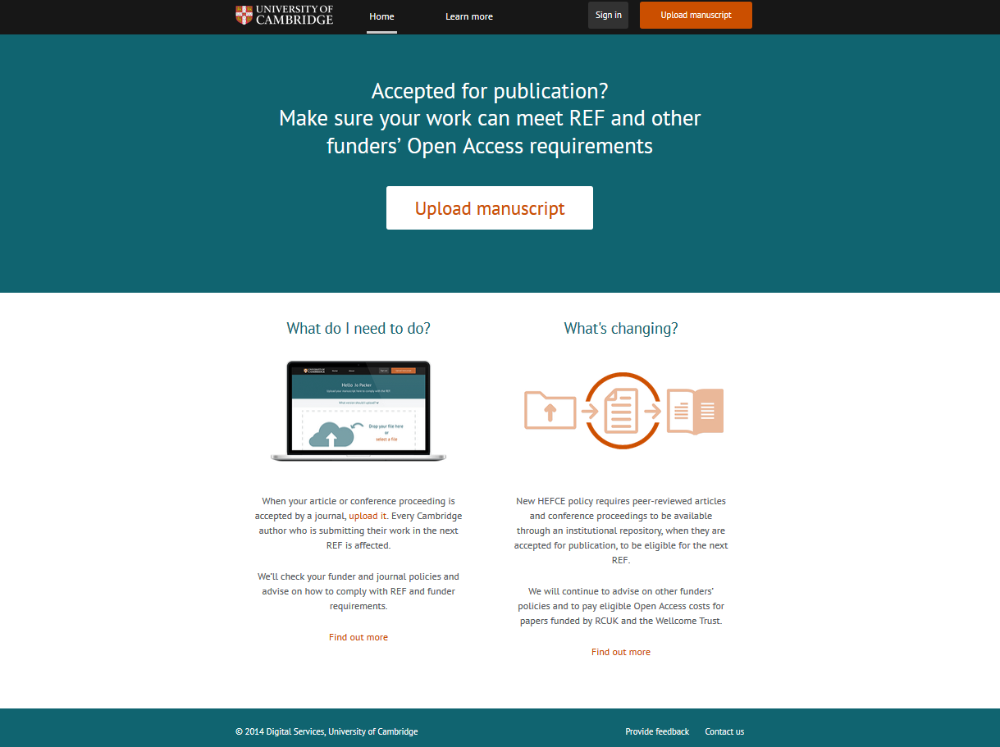 UNIVERSITY OF
CAMBRIDGE
Home
Learn more
Sign in
Upload manuscript
Accepted for publication?
Make sure your work can meet REF and other
funders’ Open Access requirements
Upload manuscript
What do I need to do?
UNIVERSITY OF
CAMBRIDGE
Home
Hello Jo Packer
Upload your manuscript here to comply with the REF
What version should I upload?
Drop your file here
or
select a file
When your article or conference proceeding is
accepted by a journal, upload it. Every Cambridge
author who is submitting their work in the next
REF is affected.
We’ll check your funder and journal policies and
advise on how to comply with REF and funder
requirements.
Find out more
What's changing?
New HEFCE policy requires peer-reviewed articles
and conference proceedings to be available
through an institutional repository, when they are
accepted for publication, to be eligible for the next
REF.
We will continue to advise on other funders’
policies and to pay eligible Open Access costs for
papers funded by RCUK and the Wellcome Trust.
Find out more
© 2014 Digital Services, University of Cambridge
Provide feedback
Contact us